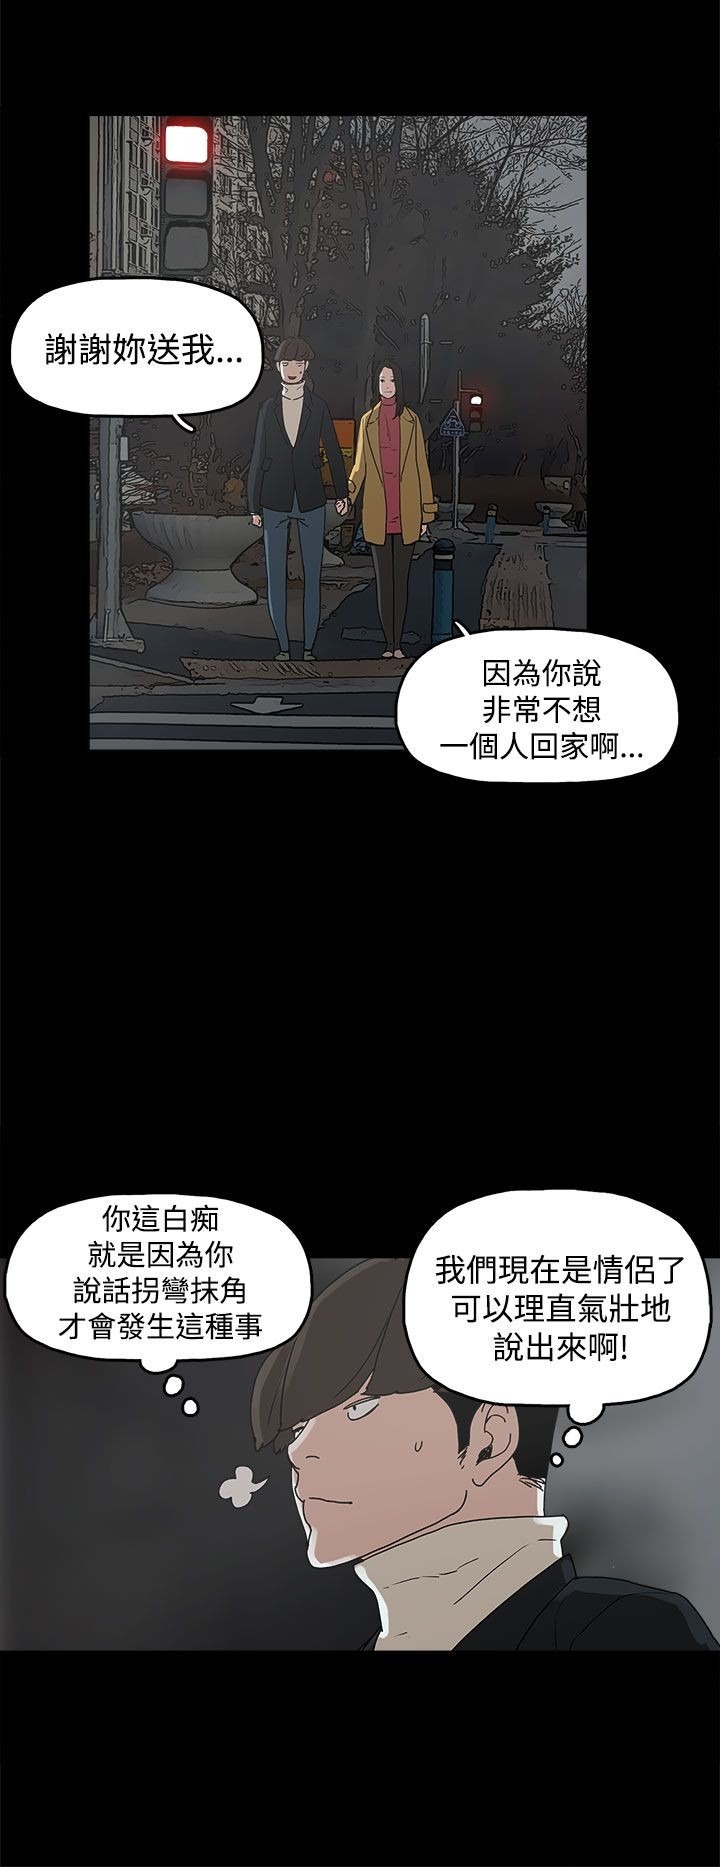 謝謝妳送我...
因為你說
非常不想
一個人回家啊...
你這白痴
就是因為你
說話拐彎抹角
才會發生這種事
我們現在是情侶了
可以理直氣壯地
說出來啊!